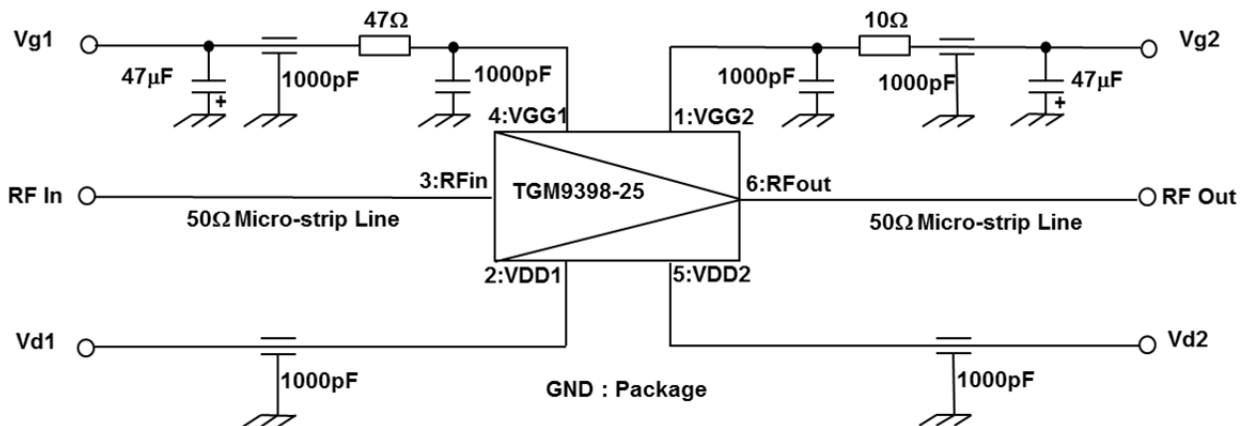 47Ω
10Ω
Vg1
Vg2
47μF
+
1000pF
1000pF
1000pF
1000pF
47μF
+
4:VGG1
1:VGG2
RF In
3:RFin
TGM9398-25
6:RFout
RF Out
50Ω Micro-strip Line
50Ω Micro-strip Line
2:VDD1
5:VDD2
Vd1
Vd2
1000pF
GND : Package
1000pF